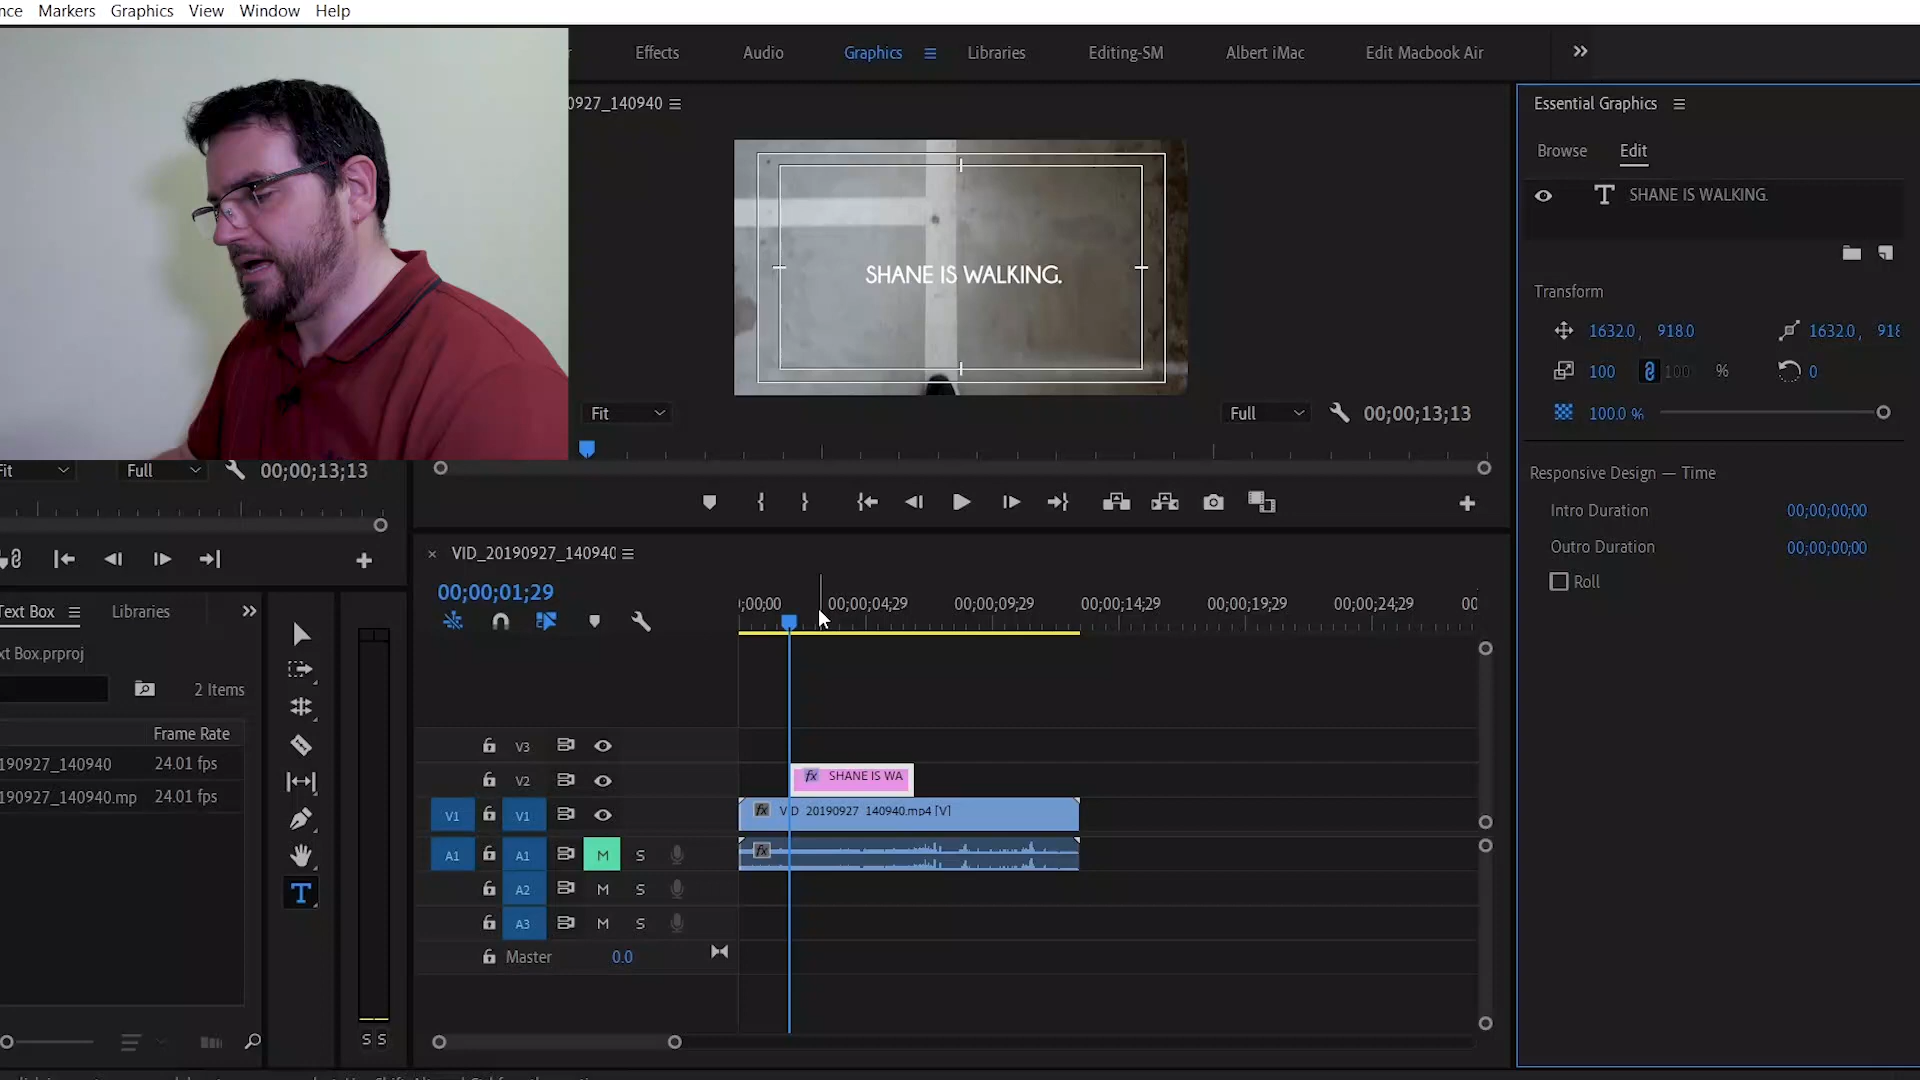 nce Markers Graphics View Window Help
Effects Audio Graphics Libraries Editing-SM Albert iMac Edit Macbook Air
0927_140940
Essential Graphics
Browse Edit
SHANE IS WALKING.
SHANE IS WALKING.
Transform
1632.0, 918.0 1632.0, 918
100 100 % 0
100.0 %
Fit Full 00;00;13;13
Fit Full 00;00;13;13
Responsive Design — Time
Intro Duration 00;00;00;00
Outro Duration 00;00;00;00
Roll
VID_20190927_140940
00;00;01;29
;00;00 00;00;04;29 00;00;09;29 00;00;14;29 00;00;19;29 00;00;24;29 00
Text Box Libraries
xt Box.prproj
2 Items
Frame Rate
190927_140940 24.01 fps
190927_140940.mp 24.01 fps
V3
V2 fx SHANE IS WA
V1 V1 fx VID_20190927_140940.mp4 [V]
A1 A1 M S fx
A2 M S
A3 M S
Master 0.0
S S